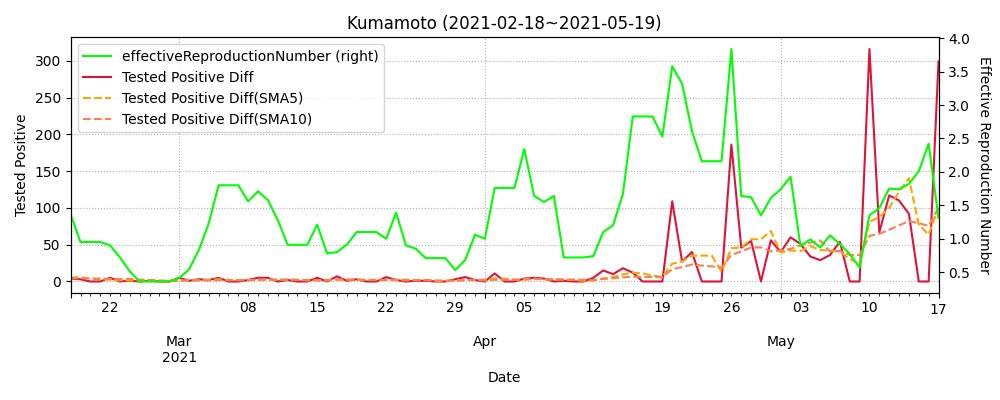 Kumamoto (2021-02-18~2021-05-19)
effectiveReproductionNumber (right)
Tested Positive Diff
Tested Positive Diff(SMA5)
Tested Positive Diff(SMA10)
Tested Positive
300
250
200
150
100
50
0
4.0
3.5
3.0
2.5
2.0
1.5
1.0
0.5
Effective Reproduction Number
22 08 15 22 29 05 12 19 26 03 10 17
Mar Apr May
2021
Date